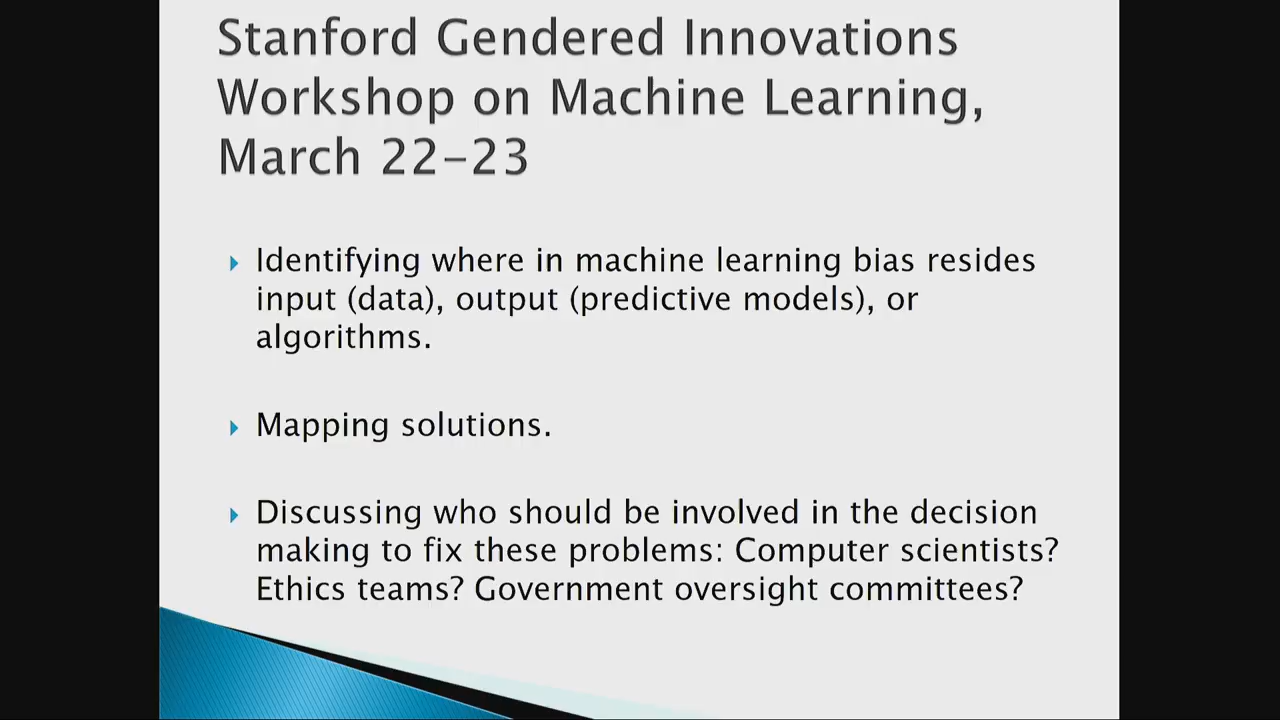 Stanford Gendered Innovations
Workshop on Machine Learning,
March 22-23
Identifying where in machine learning bias resides
input (data), output (predictive models), or
algorithms.
Mapping solutions.
Discussing who should be involved in the decision
making to fix these problems: Computer scientists?
Ethics teams? Government oversight committees?